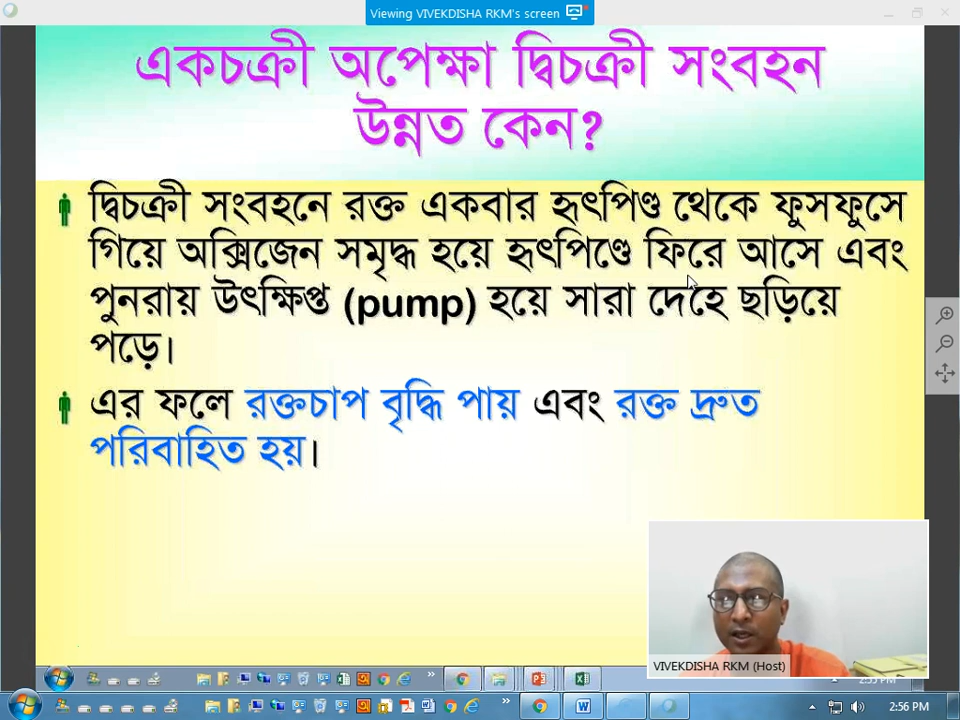 Viewing VIVEKDISHA RKM's screen
একচক্রী অপেক্ষা দ্বিচক্রী সংবহন
উন্নত কেন?
দ্বিচক্রী সংবহনে রক্ত একবার হৃৎপিণ্ড থেকে ফুসফুসে
গিয়ে অক্সিজেন সমৃদ্ধ হয়ে হৃৎপিণ্ডে ফিরে আসে এবং
পুনরায় উৎক্ষিপ্ত (pump) হয়ে সারা দেহে ছড়িয়ে
পড়ে।
এর ফলে রক্তচাপ বৃদ্ধি পায় এবং রক্ত দ্রুত
পরিবাহিত হয়।
VIVEKDISHA RKM (Host)
2:56 PM